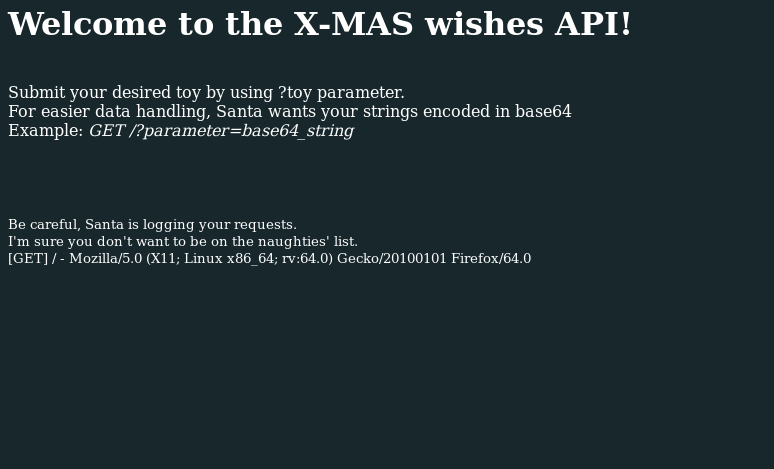 Welcome to the X-MAS wishes API!
Submit your desired toy by using ?toy parameter.
For easier data handling, Santa wants your strings encoded in base64
Example: GET /?parameter=base64_string
Be careful, Santa is logging your requests.
I'm sure you don't want to be on the naughties' list.
[GET] / - Mozilla/5.0 (X11; Linux x86_64; rv:64.0) Gecko/20100101 Firefox/64.0